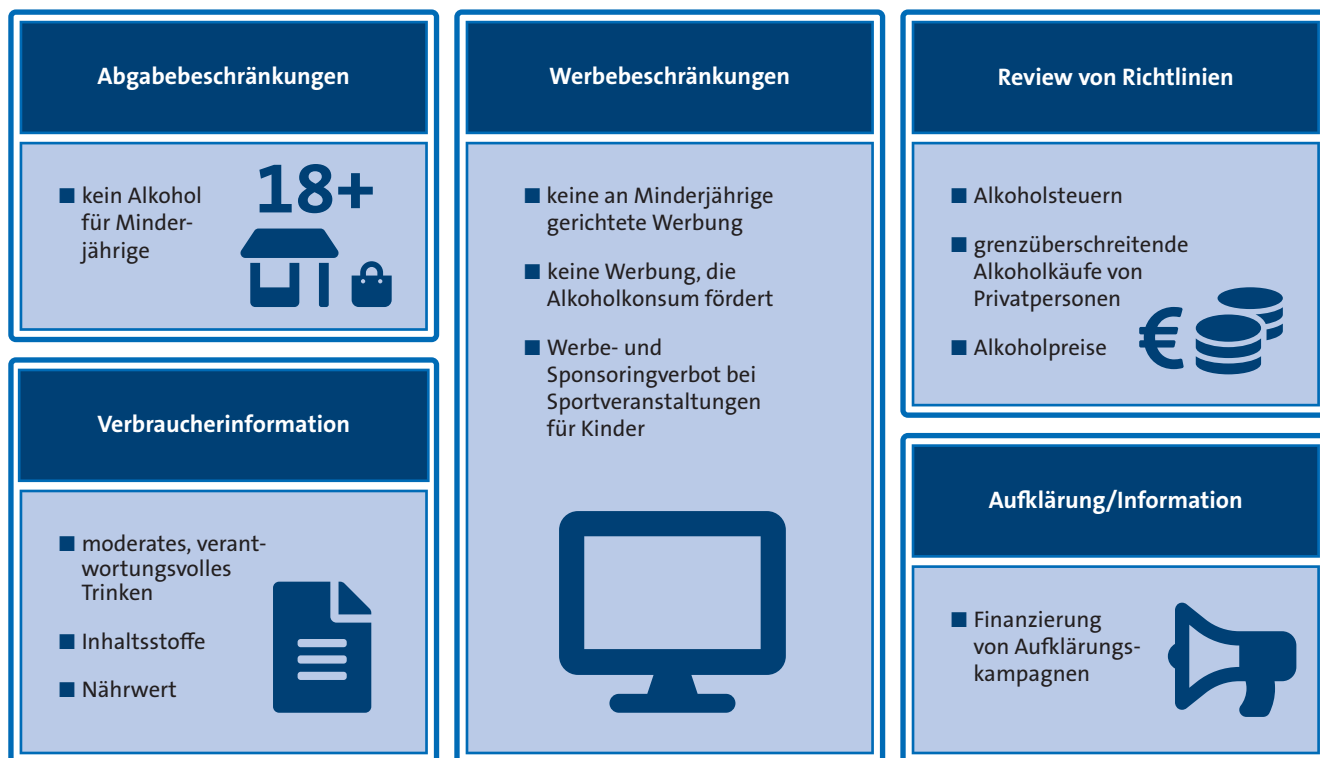 Abgabebeschränkungen
■ kein Alkohol
für Minder-
jährige
18+
Verbraucherinformation
■ moderates, verant-
wortungsvolles
Trinken
■ Inhaltsstoffe
■ Nährwert
Werbebeschränkungen
■ keine an Minderjährige
gerichtete Werbung
■ keine Werbung, die
Alkoholkonsum fördert
■ Werbe- und
Sponsoringverbot bei
Sportveranstaltungen
für Kinder
Review von Richtlinien
■ Alkoholsteuern
■ grenzüberschreitende
Alkoholkäufe von
Privatpersonen
■ Alkoholpreise
€
Aufklärung/Information
■ Finanzierung
von Aufklärungs-
kampagnen